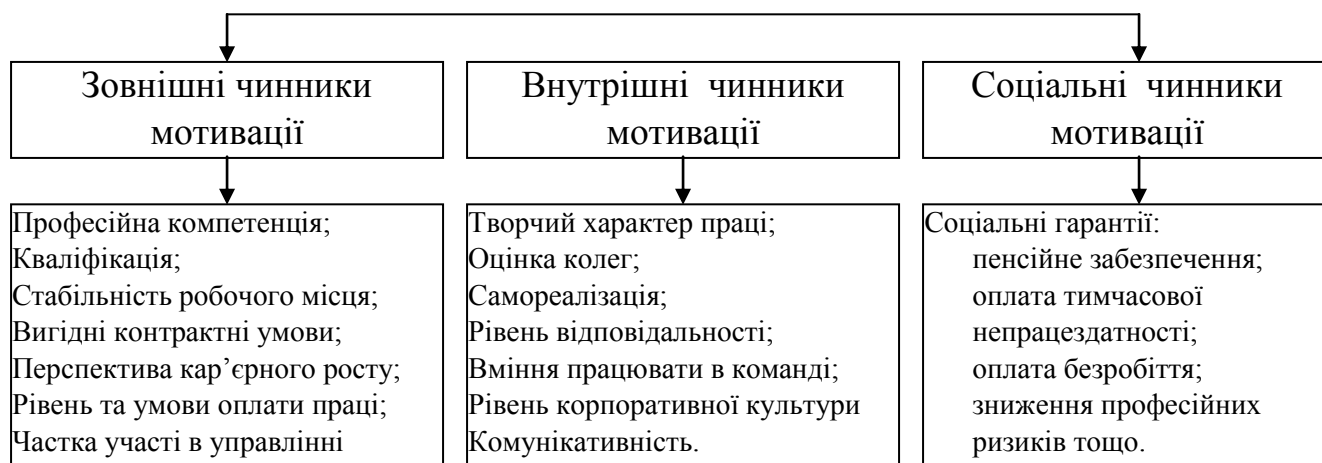 Зовнішні чинники
мотивації
Професійна компетенція;
Кваліфікація;
Стабільність робочого місця;
Вигідні контрактні умови;
Перспектива кар’єрного росту;
Рівень та умови оплати праці;
Частка участі в управлінні
Внутрішні чинники
мотивації
Творчий характер праці;
Оцінка колег;
Самореалізація;
Рівень відповідальності;
Вміння працювати в команді;
Рівень корпоративної культури
Комунікативність.
Соціальні чинники
мотивації
Соціальні гарантії:
пенсійне забезпечення;
оплата тимчасової
непрацездатності;
оплата безробіття;
зниження професійних
ризиків тощо.